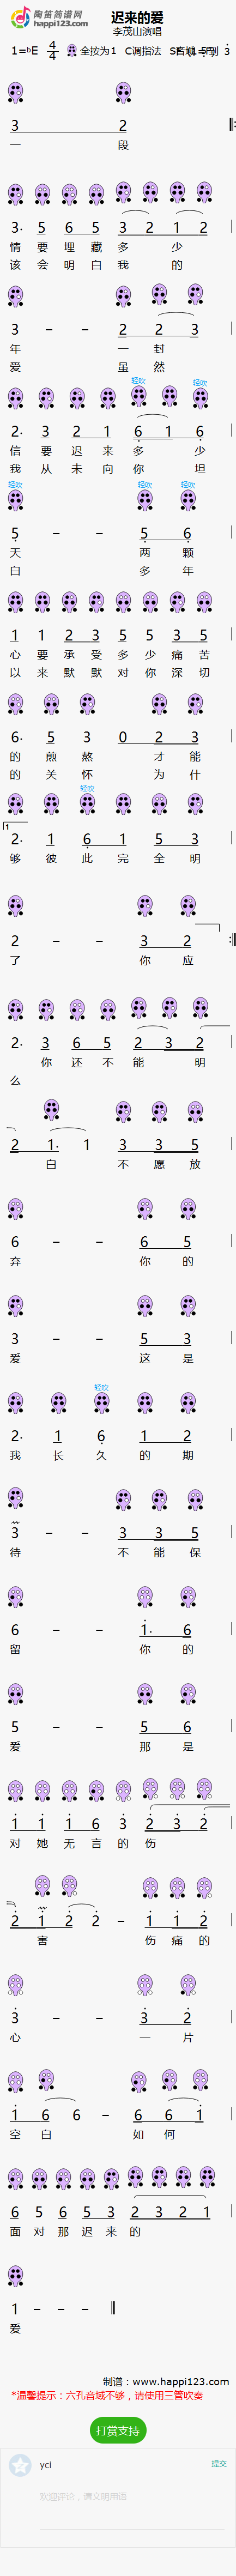 陶笛简谱网
happi123.com
迟来的爱
李茂山演唱
1=bE 4/4 全按为1 C调指法
3 2
一 段
3. 5 6 5 3 2 1 2
情 要 埋 藏 多 少
该 会 明 白 我 的
3 - - 2 2 3
年 一 封
爱 虽 然
轻吹 轻吹
2. 3 2 1 6 1 6
信 要 迟 来 多 少
我 从 未 向 你 坦
轻吹 轻吹 轻吹
5 - - 5 6
天 两 颗
白 多 年
1 1 2 3 5 5 3 5
心 要 承 受 多 少 痛 苦
以 来 默 默 对 你 深 切
6. 5 3 0 2 3
的 煎 熬 才 能
的 关 怀 为 什
轻吹
1
2. 1 6 1 5 3
够 彼 此 完 全 明
2 - - 3 2
了 你 应
2. 3 6 5 2 3 2
你 还 不 能 明
么
2 1. 1 3 3 5
白 不 愿 放
6 - - 6 5
弃 你 的
3 - - 5 3
爱 这 是
轻吹
2. 1 6 1 2
我 长 久 的 期
3 - - 3 3 5
待 不 能 保
6 - - 1. 6
留 你 的
5 - - 5 6
爱 那 是
1 1 1 6 3 2 3 2
对 她 无 言 的 伤
2 1 2 2 - 1 1 2
害 伤 痛 的
3 - - 3 2
心 一 片
1 6 6 - 6 6 1
空 白 如 何
6 5 6 5 3 2 3 2 1
面 对 那 迟 来 的
1 - - -
爱
制谱：www.happi123.com
*温馨提示：六孔音域不够，请使用三管吹奏
打赏支持
yci 提交
欢迎评论，请文明用语